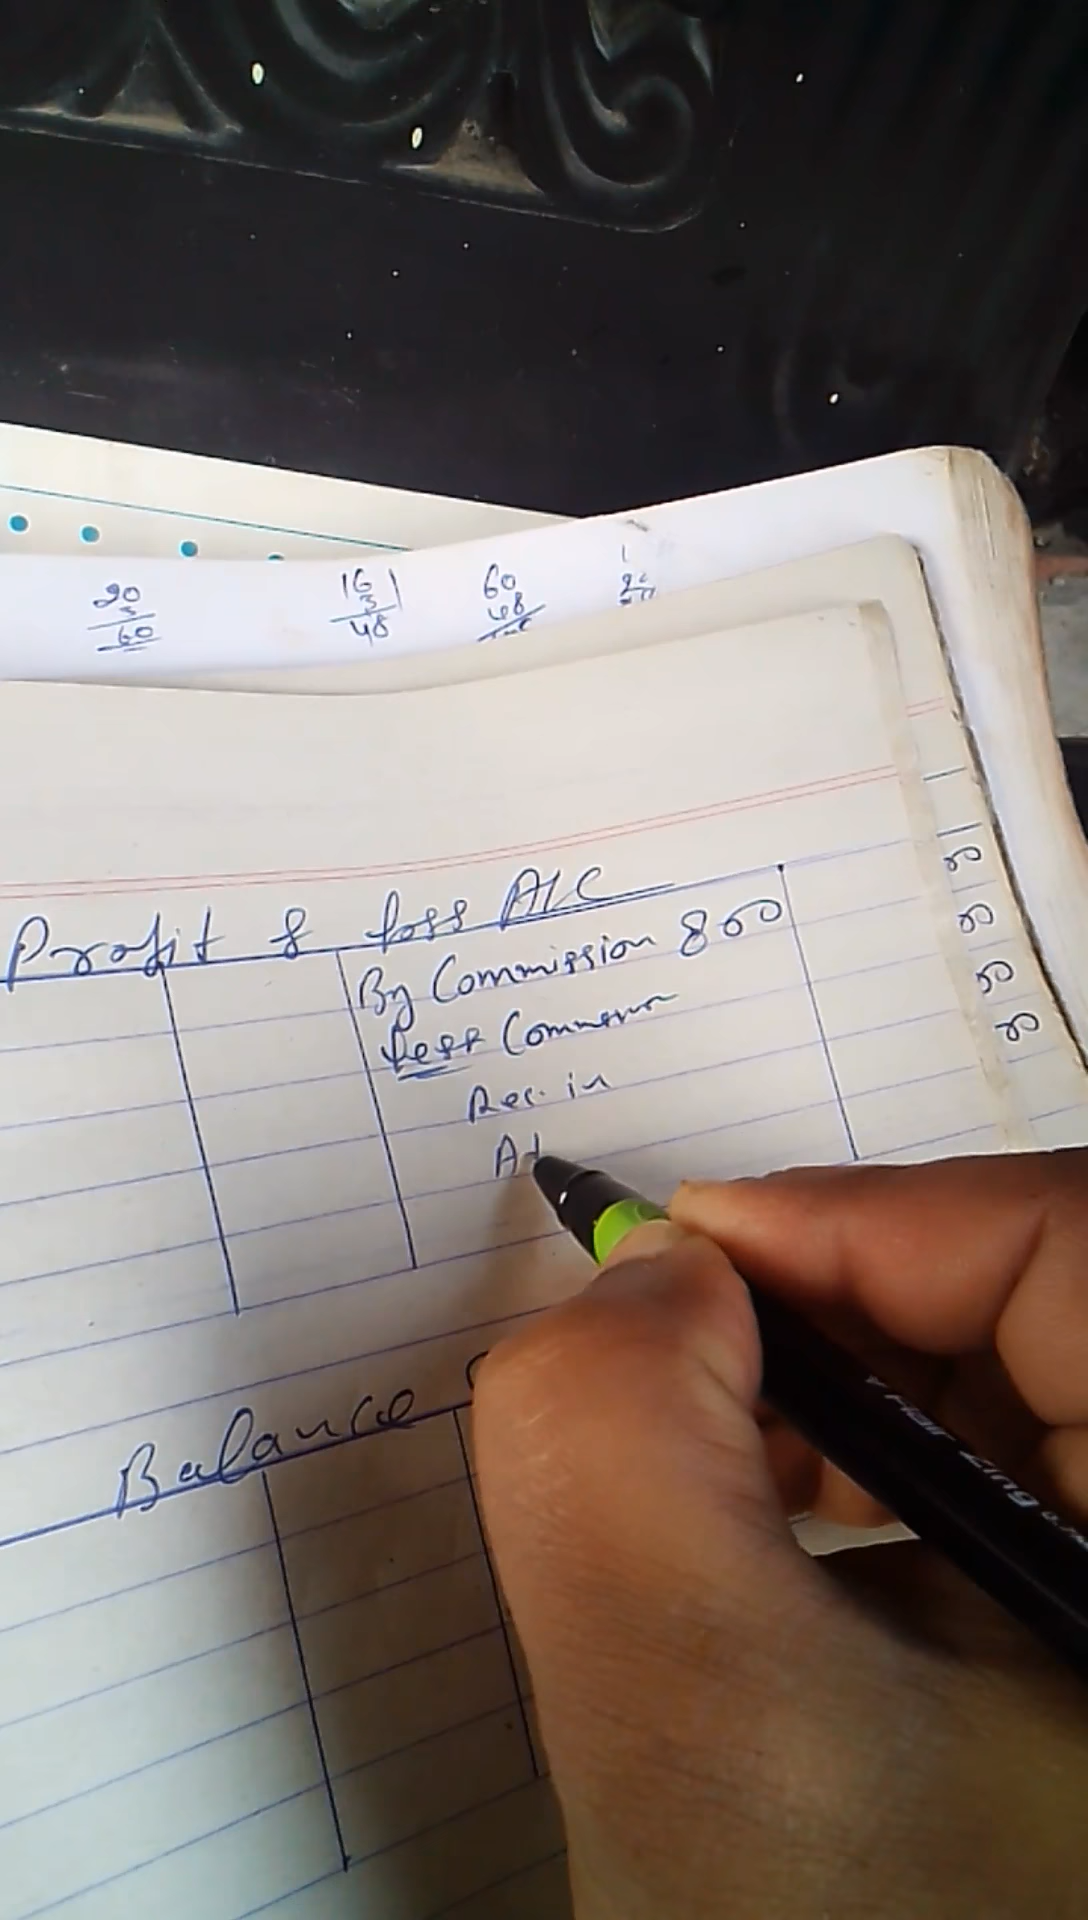 20
3
60
16
3
48
60
48
Profit & loss A/C
By Commission 800
Less Commission
Rec. in
Ad
Balance